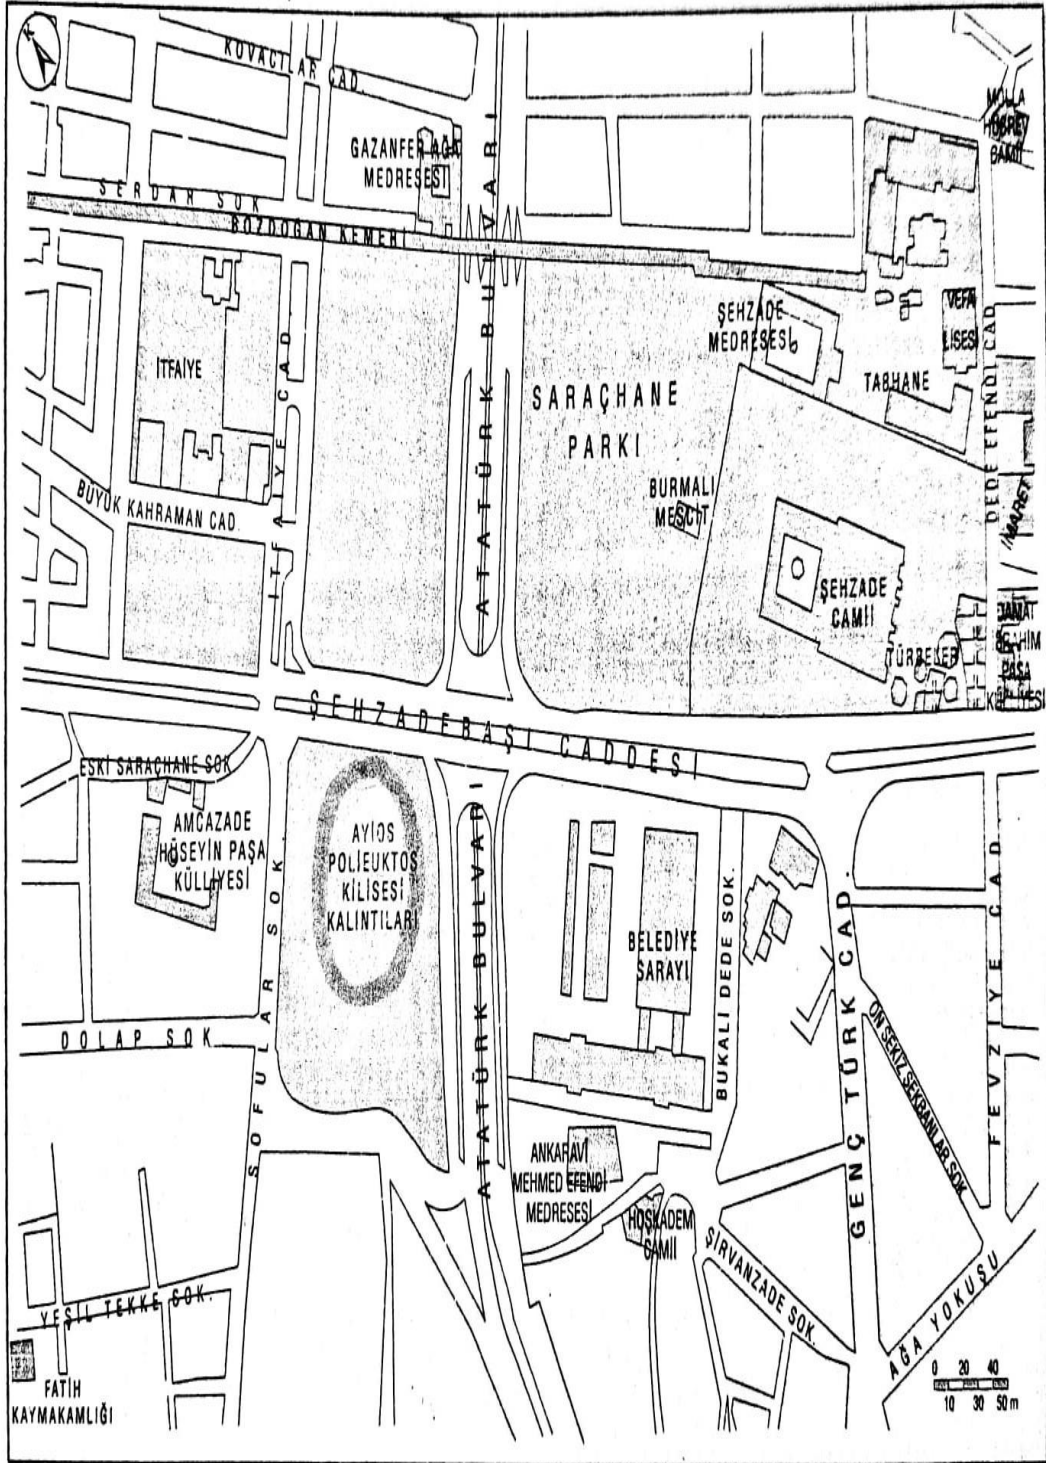 K
KOVACILAR CAD.
MOLLA
HÜSREV
CAMİİ
GAZANFER AĞA
MEDRESESİ
SERDAR SOK
BOZDOĞAN KEMERİ
ATATÜRK BULVARI
ŞEHZADE
MEDRESESİ
VEFA
LİSESİ
İTFAİYE
TABHANE
SARAÇHANE
PARKI
İTFAİYE CAD
DEDE EFENDİ CAD
BURMALI
MESCİT
BÜYÜK KAHRAMAN CAD
İMARET
ŞEHZADE
CAMİİ
TÜRBELER
DAMAT
İBRAHİM
PAŞA
KÜLLİYESİ
ŞEHZADEBAŞI CADDESİ
ESKİ SARAÇHANE SOK
AMCAZADE
HÜSEYİN PAŞA
KÜLLİYESİ
AYİOS
POLİEUKTOS
KİLİSESİ
KALINTILARI
SOFULAR SOK.
ATATÜRK BULVARI
BELEDİYE
SARAYI
BUKALI DEDE SOK.
GENÇ TÜRK CAD.
FEVZİYE CAD.
ON SEKİZ SEKBANLAR SOK.
DOLAP SOK
ANKARAVİ
MEHMED EFENDİ
MEDRESESİ
HOŞKADEM
CAMİİ
ŞİRVANZADE SOK.
AĞA YOKUŞU
YEŞİL TEKKE SOK.
FATİH
KAYMAKAMLIĞI
0 20 40
10 30 50 m